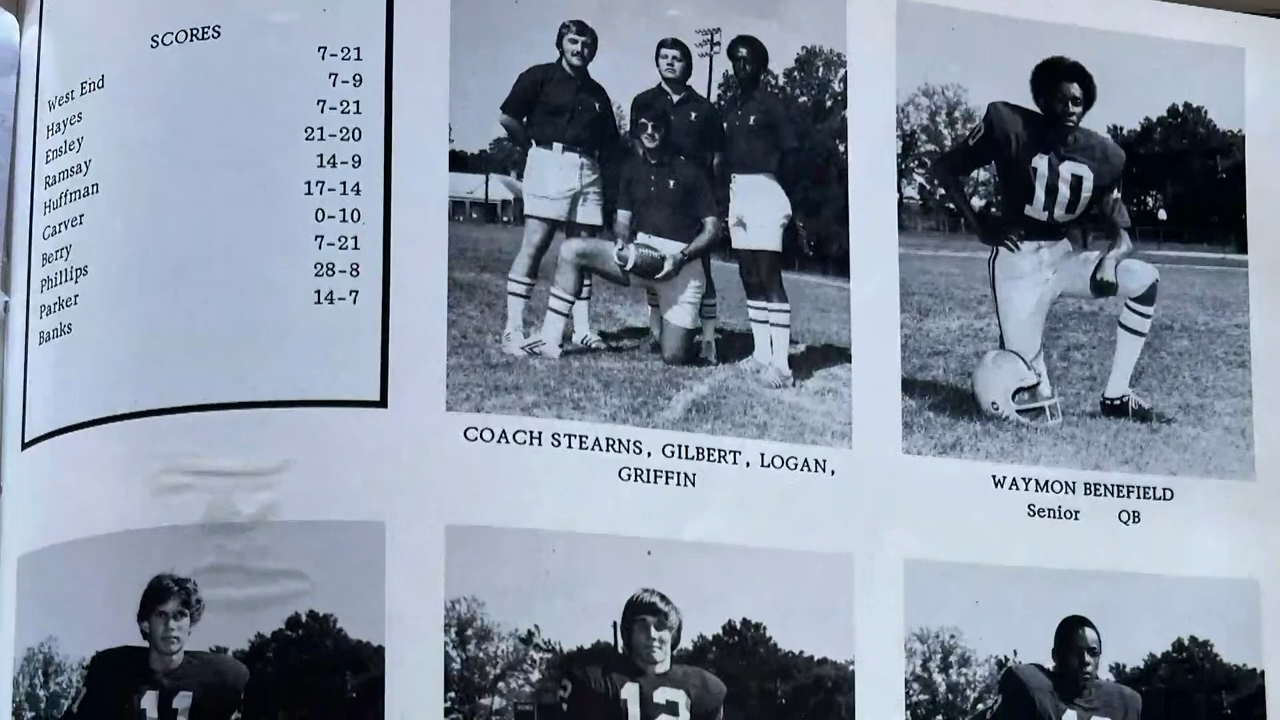 SCORES
West End 7-21
Hayes 7-9
Ensley 7-21
Ramsay 21-20
Huffman 14-9
Carver 17-14
Berry 0-10
Phillips 7-21
Parker 28-8
Banks 14-7
COACH STEARNS, GILBERT, LOGAN,
GRIFFIN
10
WAYMON BENEFIELD
Senior QB
11
12